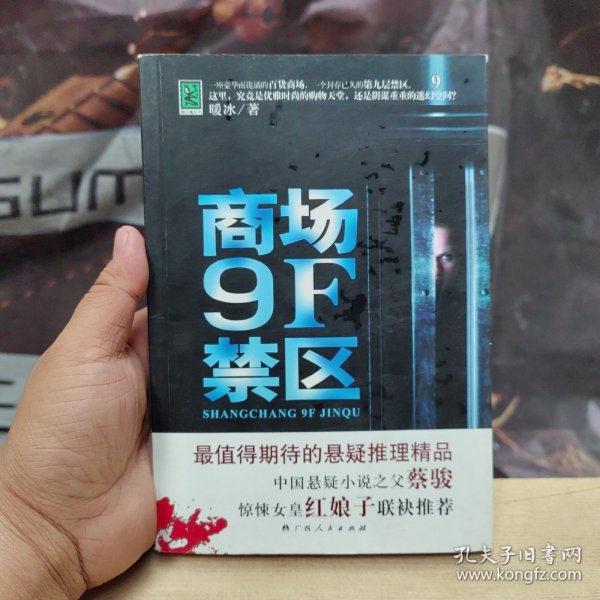 一座豪华而诡谲的百货商场，一个封存已久的第九层禁区。
9
这里，究竟是优雅时尚的购物天堂，还是阴谋重重的迷幻空间？
暖冰/著
商场
9F
禁区
SHANGCHANG 9F JINQU
最值得期待的悬疑推理精品
中国悬疑小说之父蔡骏
惊悚女皇红娘子联袂推荐
广西人民出版社
孔夫子旧书网
www.kongfz.com